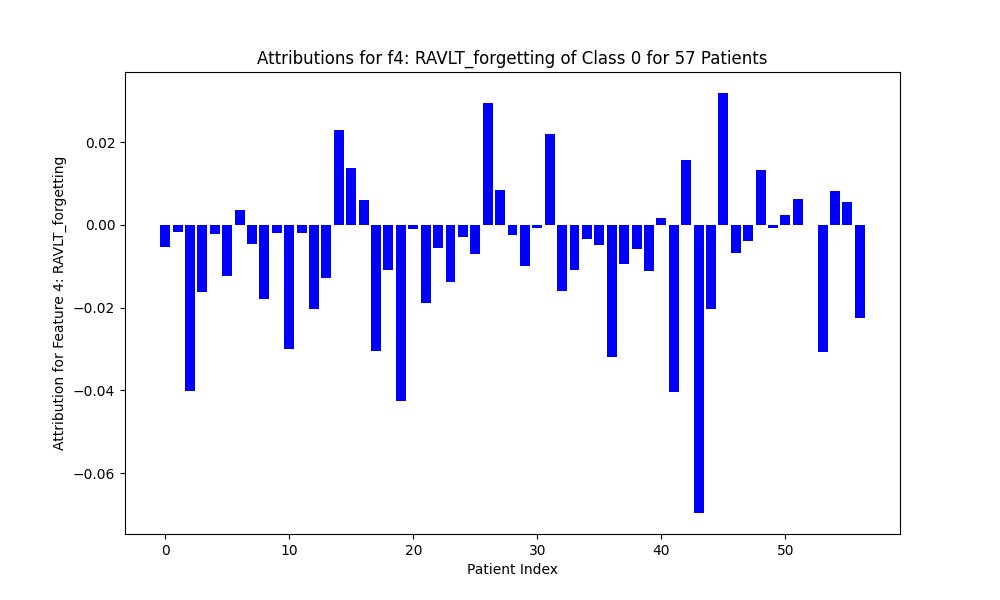 Attributions for f4: RAVLT_forgetting of Class 0 for 57 Patients
Attribution for Feature 4: RAVLT_forgetting
0.02
0.00
−0.02
−0.04
−0.06
0 10 20 30 40 50
Patient Index